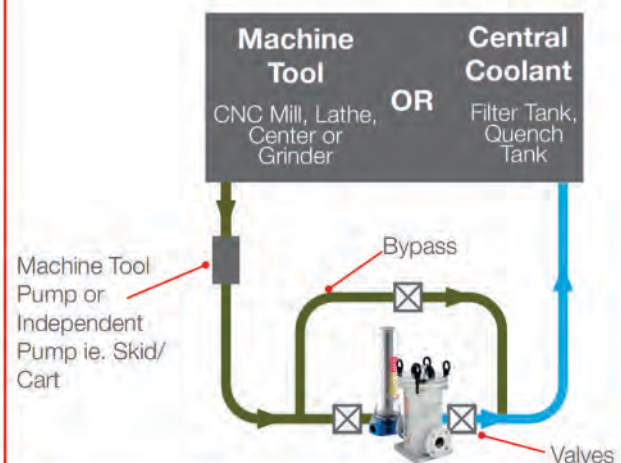 Machine
Tool
CNC Mill, Lathe,
Center or
Grinder
OR
Central
Coolant
Filter Tank,
Quench
Tank
Machine Tool
Pump or
Independent
Pump ie. Skid/
Cart
Bypass
Valves